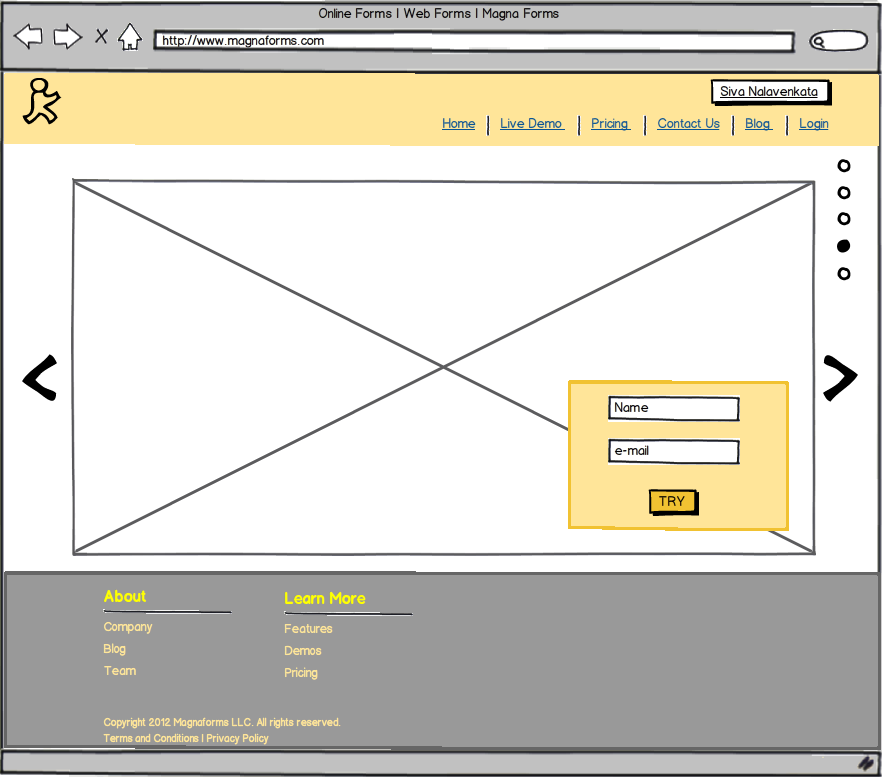 Online Forms | Web Forms | Magna Forms
http://www.magnaforms.com
Siva Nalavenkata
Home | Live Demo | Pricing | Contact Us | Blog | Login
Name
e-mail
TRY
About
Company
Blog
Team
Learn More
Features
Demos
Pricing
Copyright 2012 Magnaforms LLC. All rights reserved.
Terms and Conditions | Privacy Policy